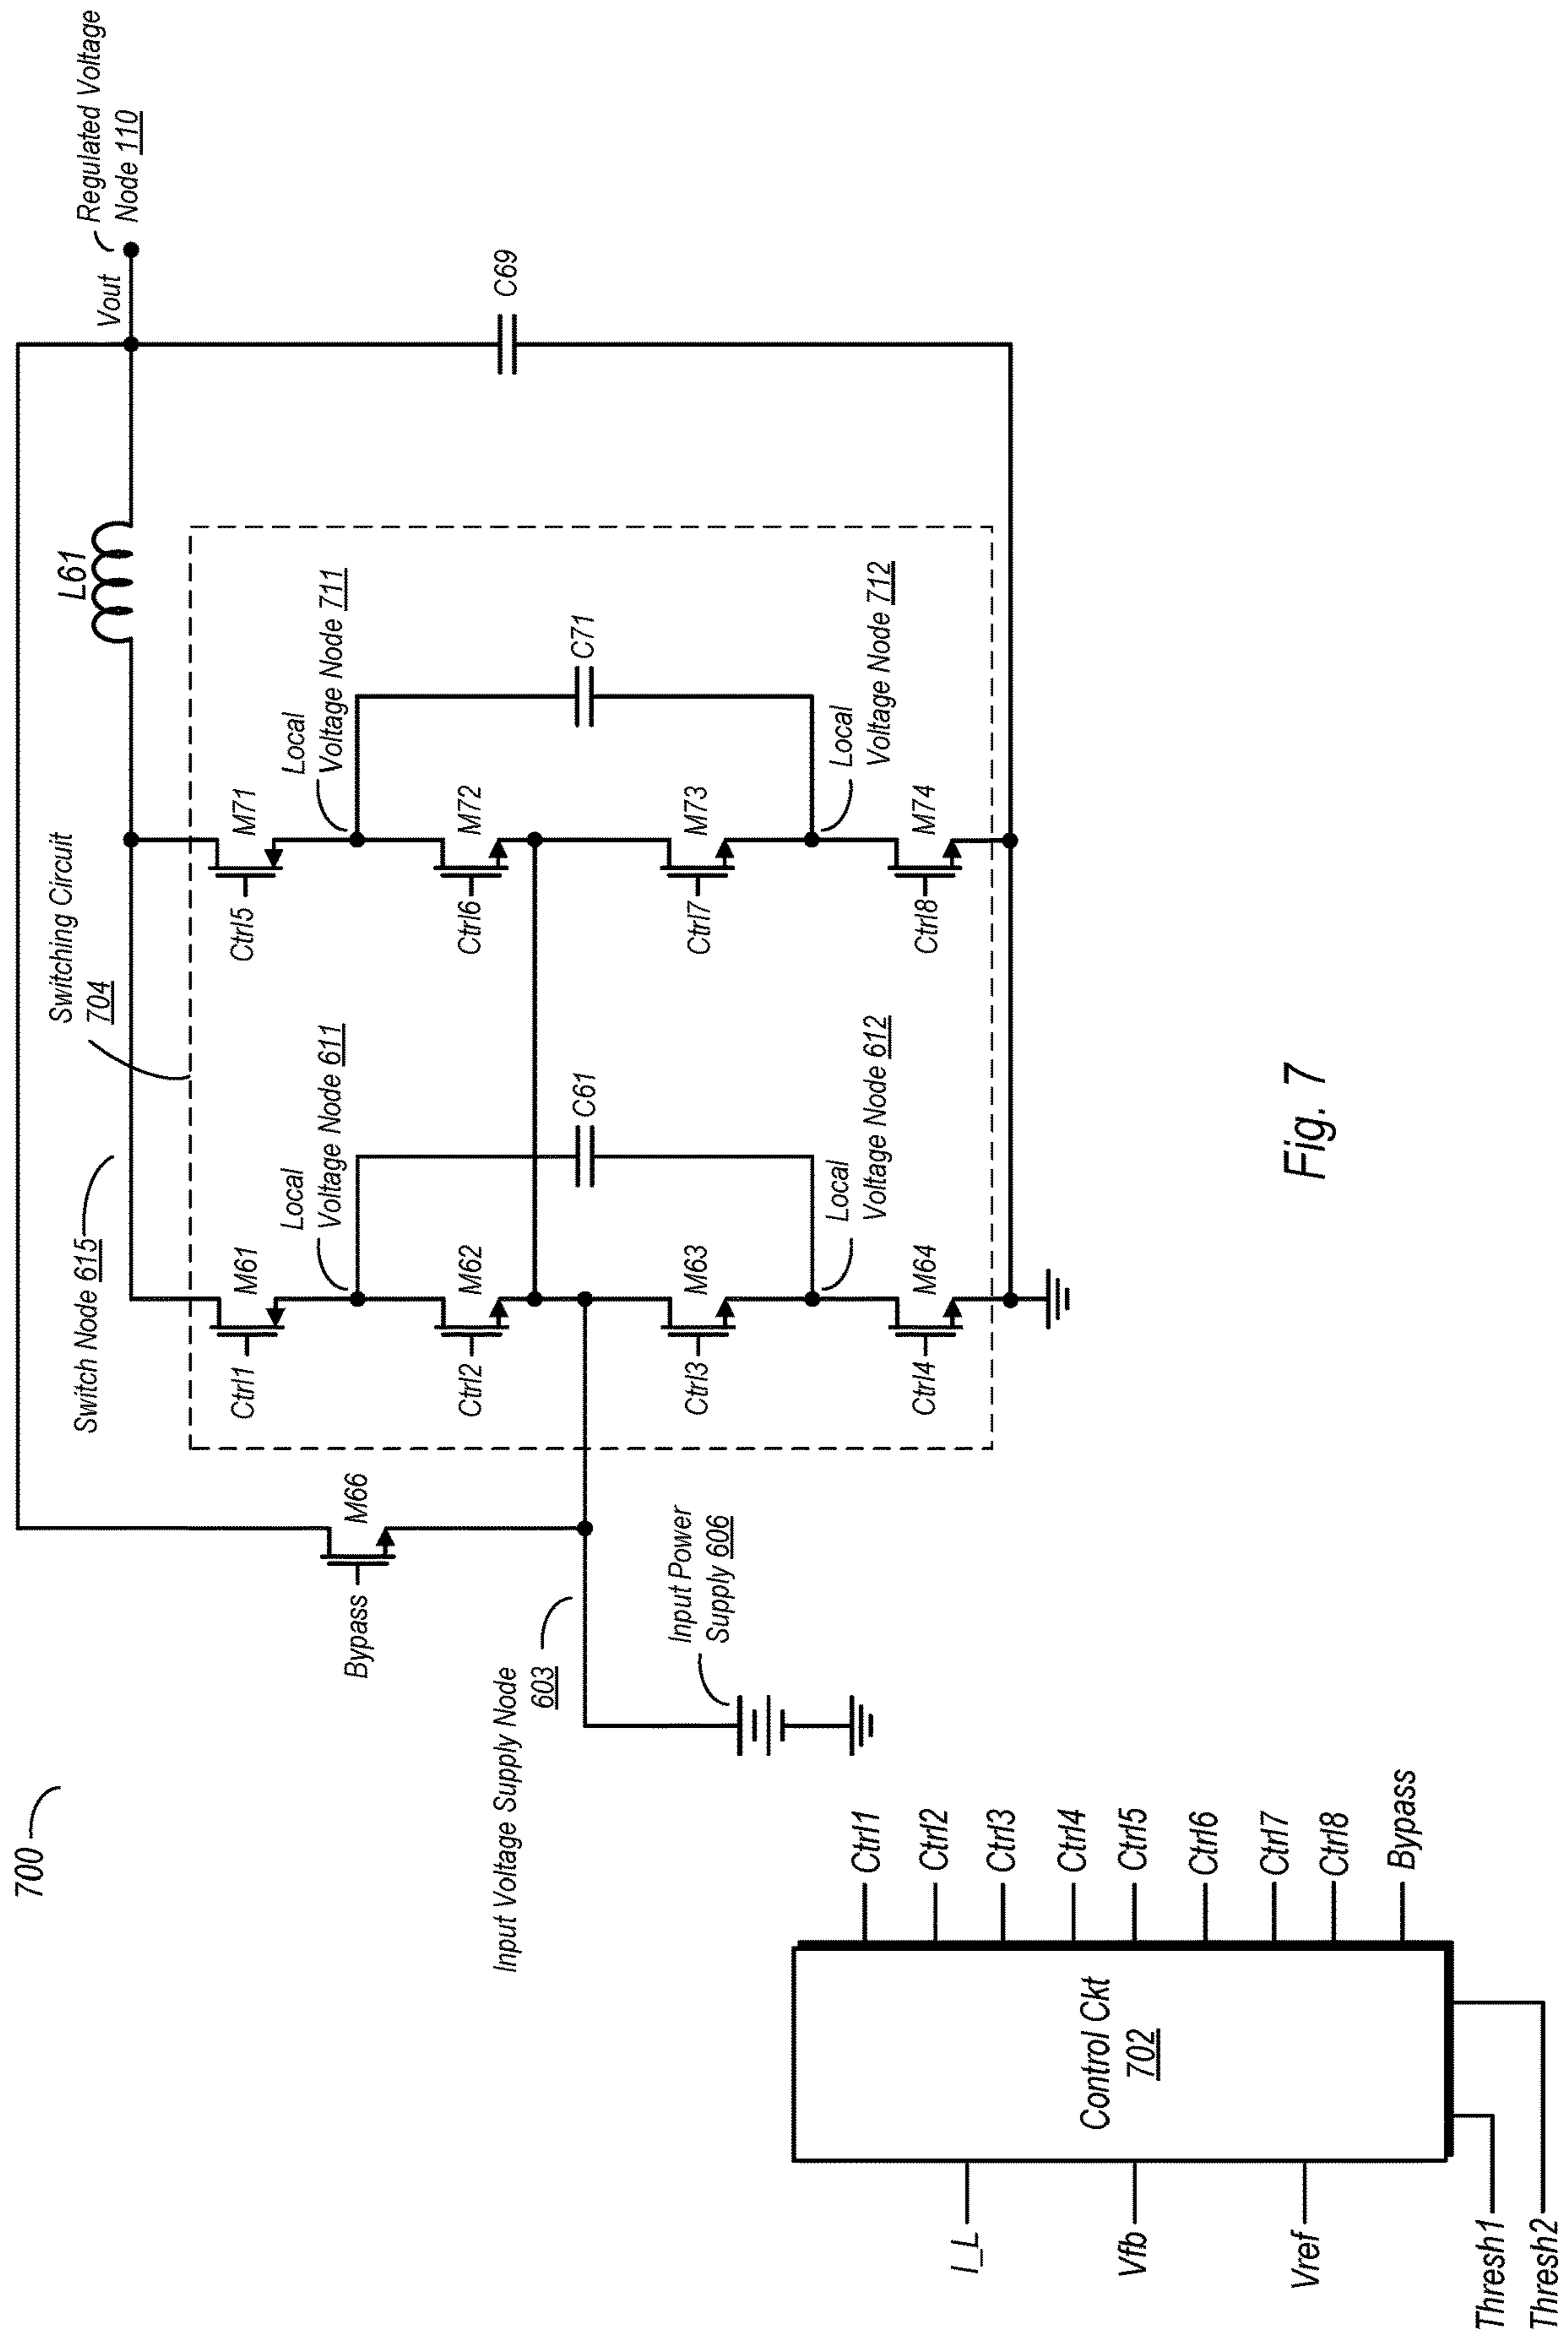 700
Switch Node 615
Switching Circuit
704
L61
Vout
Regulated Voltage
Node 110
Bypass
M66
Ctrl1
M61
Local
Voltage Node 611
Ctrl5
M71
Local
Voltage Node 711
Ctrl2
M62
C61
Ctrl6
M72
C71
C69
Input Voltage Supply Node
603
Input Power
Supply 606
Ctrl3
M63
Local
Voltage Node 612
Ctrl7
M73
Local
Voltage Node 712
Ctrl4
M64
Ctrl8
M74
I_L
Vfb
Vref
Thresh1
Thresh2
Control Ckt
702
Ctrl1
Ctrl2
Ctrl3
Ctrl4
Ctrl5
Ctrl6
Ctrl7
Ctrl8
Bypass
Fig. 7